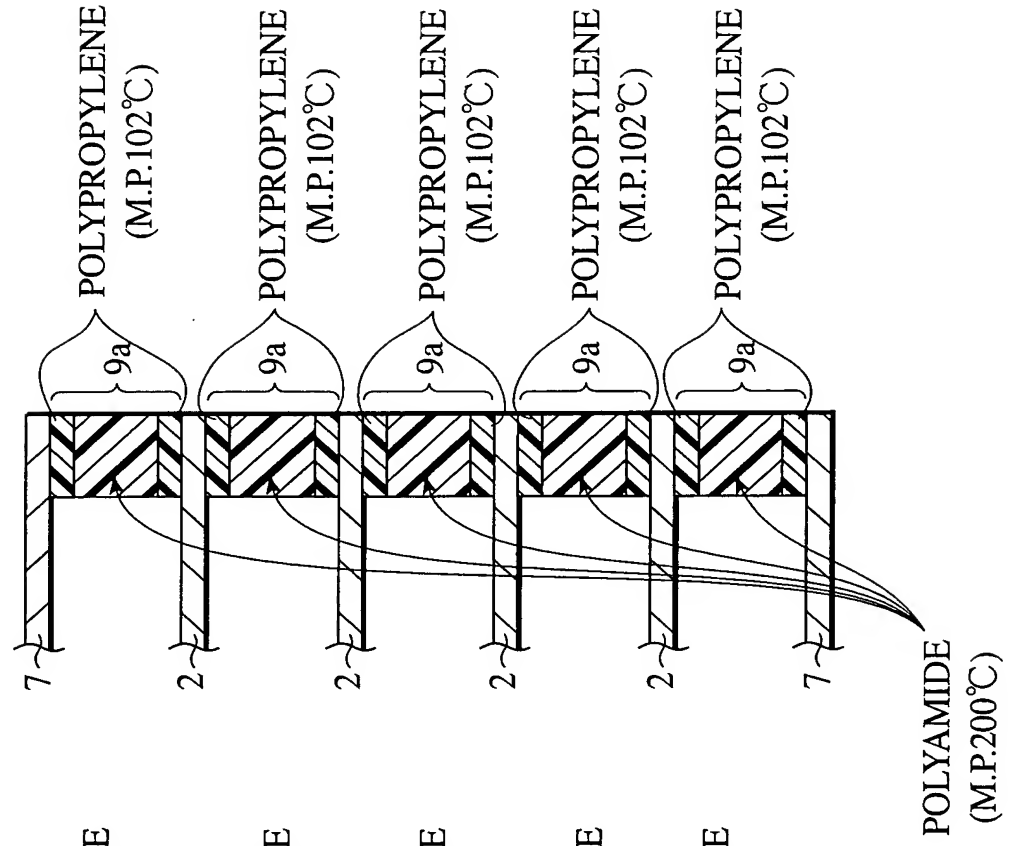 POLYPROPYLENE
(M.P.102℃)
POLYPROPYLENE
(M.P.102℃)
POLYPROPYLENE
(M.P.102℃)
POLYPROPYLENE
(M.P.102℃)
POLYPROPYLENE
(M.P.102℃)
9a
9a
9a
9a
9a
7
2
2
2
2
7
E
E
E
E
E
POLYAMIDE
(M.P.200℃)